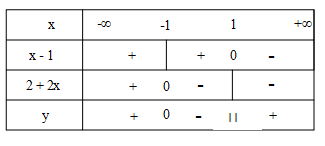 x -∞ -1 1 +∞
x - 1 + + 0 -
2 + 2x + 0 - -
y + 0 - || +